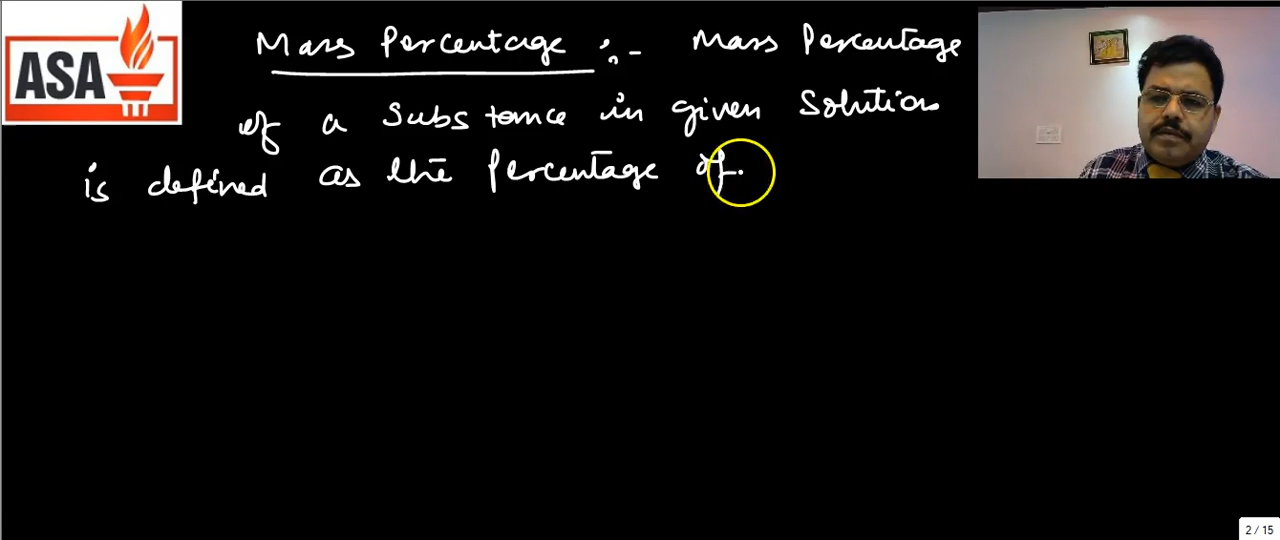 ASA
Mass Percentage :- Mass Percentage
of a Substance in given Solution
is defined as the Percentage of
2 / 15